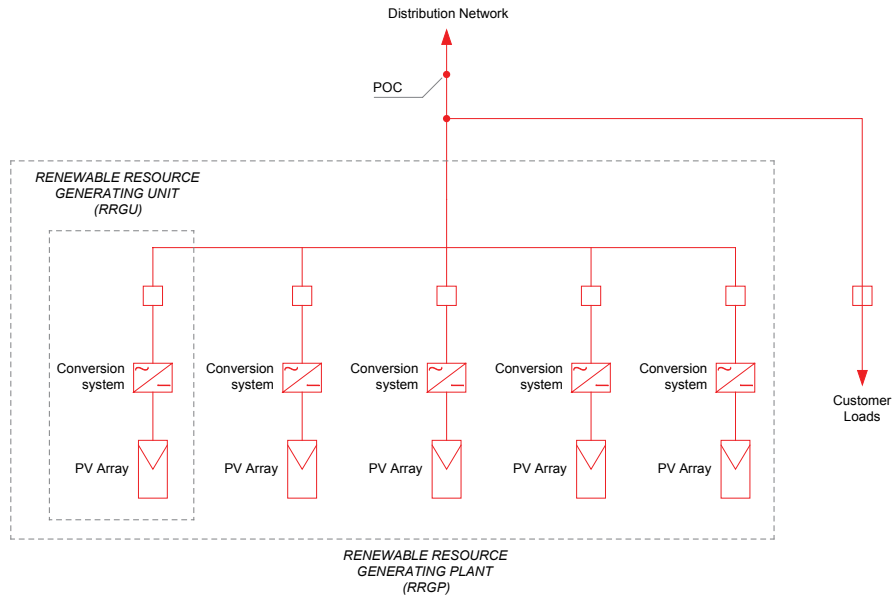 Distribution Network
POC
RENEWABLE RESOURCE
GENERATING UNIT
(RRGU)
Conversion
system
Conversion
system
Conversion
system
Conversion
system
Conversion
system
Customer
Loads
PV Array
PV Array
PV Array
PV Array
PV Array
RENEWABLE RESOURCE
GENERATING PLANT
(RRGP)